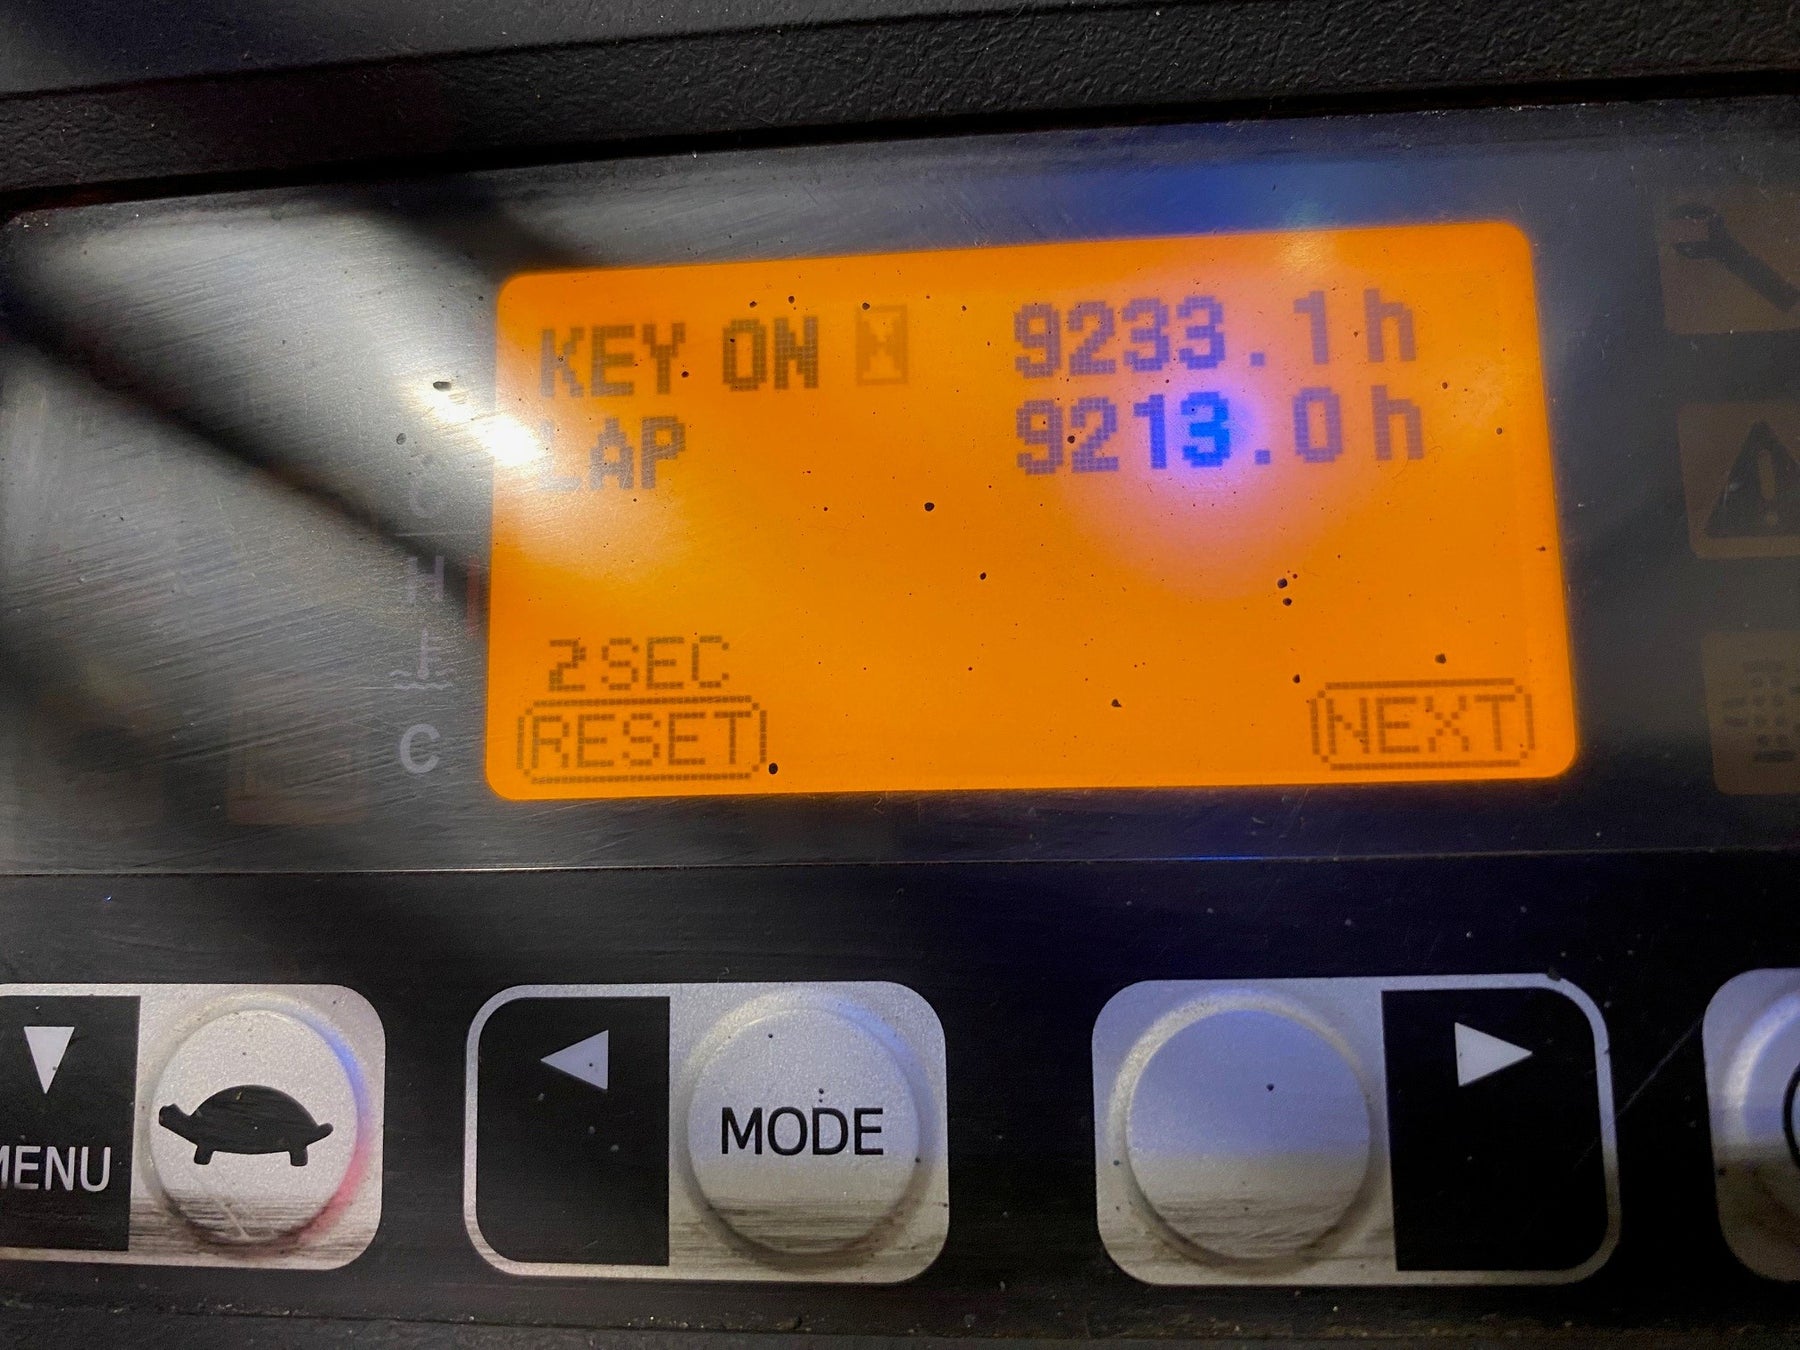 KEY ON 9233.1h
LAP 9213.0h
H
C
2SEC
RESET NEXT
MENU
MODE